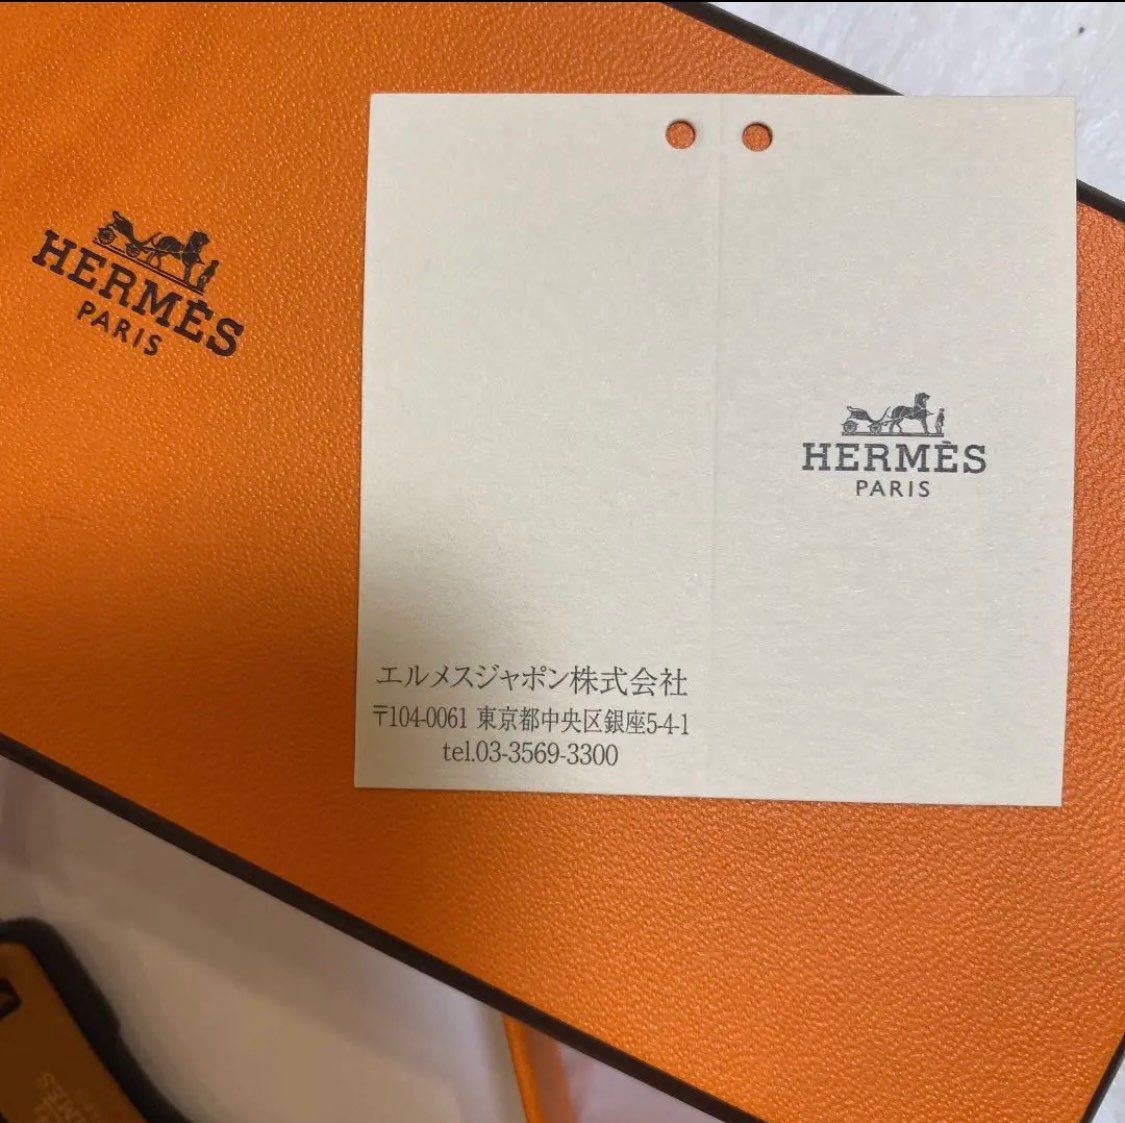 HERMÈS
PARIS
HERMÈS
PARIS
エルメスジャポン株式会社
〒104-0061 東京都中央区銀座5-4-1
tel.03-3569-3300